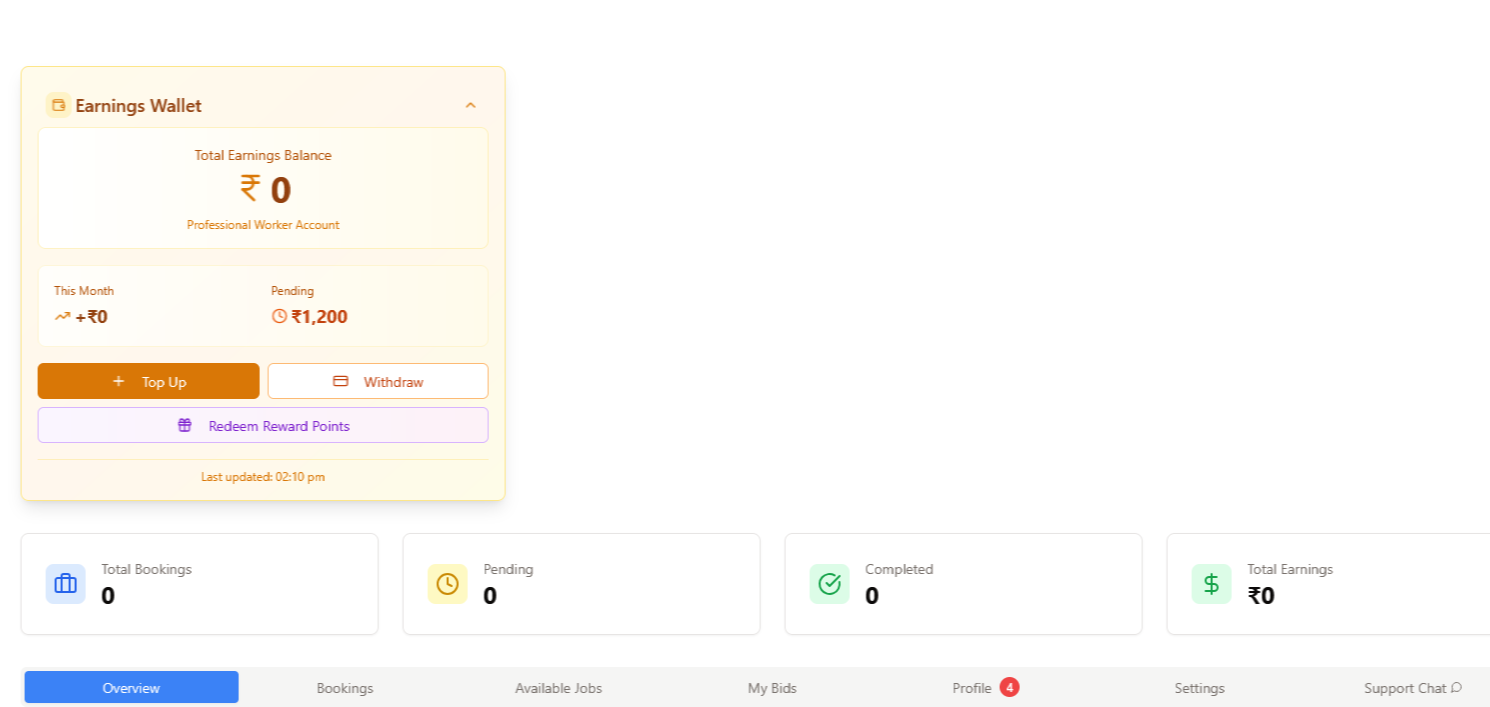 Earnings Wallet
Total Earnings Balance
₹ 0
Professional Worker Account
This Month
Pending
+₹0
₹1,200
+ Top Up
Withdraw
Redeem Reward Points
Last updated: 02:10 pm
Total Bookings
0
Pending
0
Completed
0
Total Earnings
₹0
Overview
Bookings
Available Jobs
My Bids
Profile 4
Settings
Support Chat